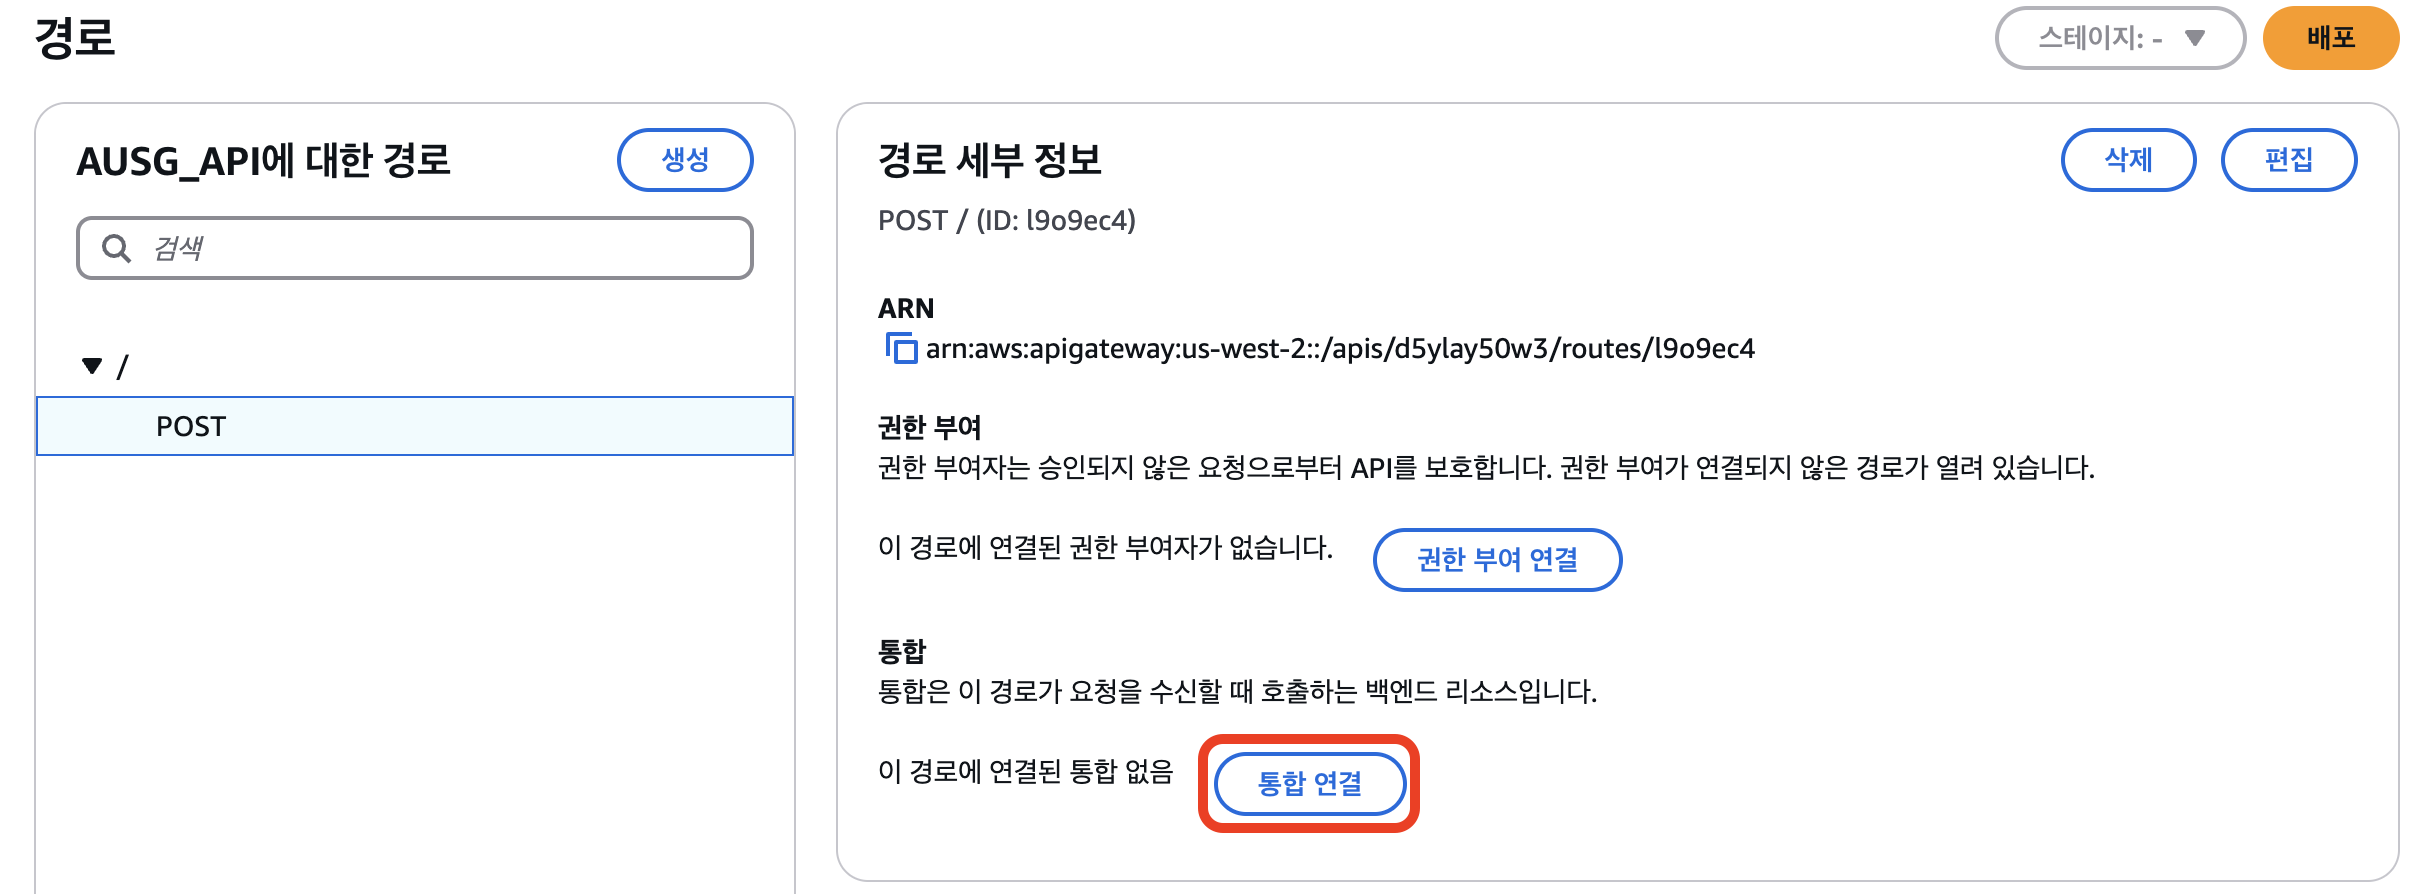 경로
스테이지: -
배포
AUSG_API에 대한 경로
생성
검색
/
POST
경로 세부 정보
삭제
편집
POST / (ID: l9o9ec4)
ARN
arn:aws:apigateway:us-west-2::/apis/d5ylay50w3/routes/l9o9ec4
권한 부여
권한 부여자는 승인되지 않은 요청으로부터 API를 보호합니다. 권한 부여가 연결되지 않은 경로가 열려 있습니다.
이 경로에 연결된 권한 부여자가 없습니다.
권한 부여 연결
통합
통합은 이 경로가 요청을 수신할 때 호출하는 백엔드 리소스입니다.
이 경로에 연결된 통합 없음
통합 연결